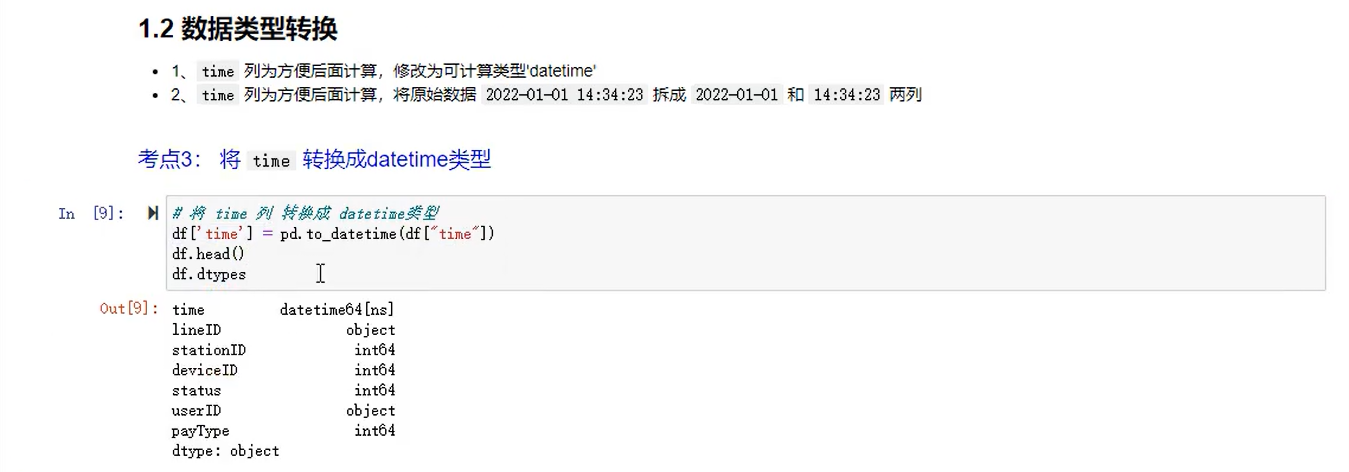 1.2 数据类型转换
• 1、 time 列为方便后面计算，修改为可计算类型'datetime'
• 2、 time 列为方便后面计算，将原始数据 2022-01-01 14:34:23 拆成 2022-01-01 和 14:34:23 两列
考点3： 将 time 转换成datetime类型
In [9]: # 将 time 列 转换成 datetime类型
df['time'] = pd.to_datetime(df["time"])
df.head()
df.dtypes
Out[9]: time datetime64[ns]
lineID object
stationID int64
deviceID int64
status int64
userID object
payType int64
dtype: object